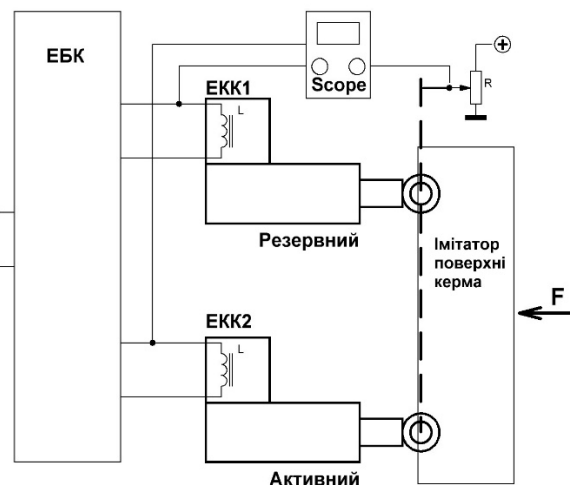 ЕБК
ЕКК1
L
Scope
R
Резервний
Імітатор
поверхні
керма
F
ЕКК2
L
Активний